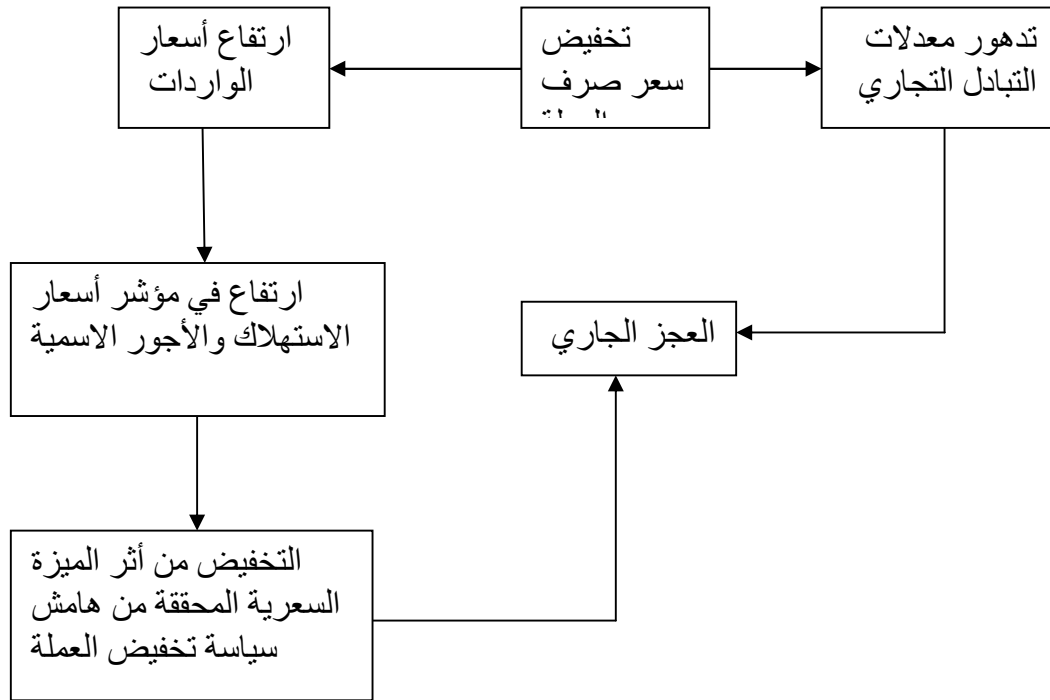 تدهور معدلات
التبادل التجاري
تخفيض
سعر صرف
ارتفاع أسعار
الواردات
ارتفاع في مؤشر أسعار
الاستهلاك والأجور الاسمية
العجز الجاري
التخفيض من أثر الميزة
السعرية المحققة من هامش
سياسة تخفيض العملة